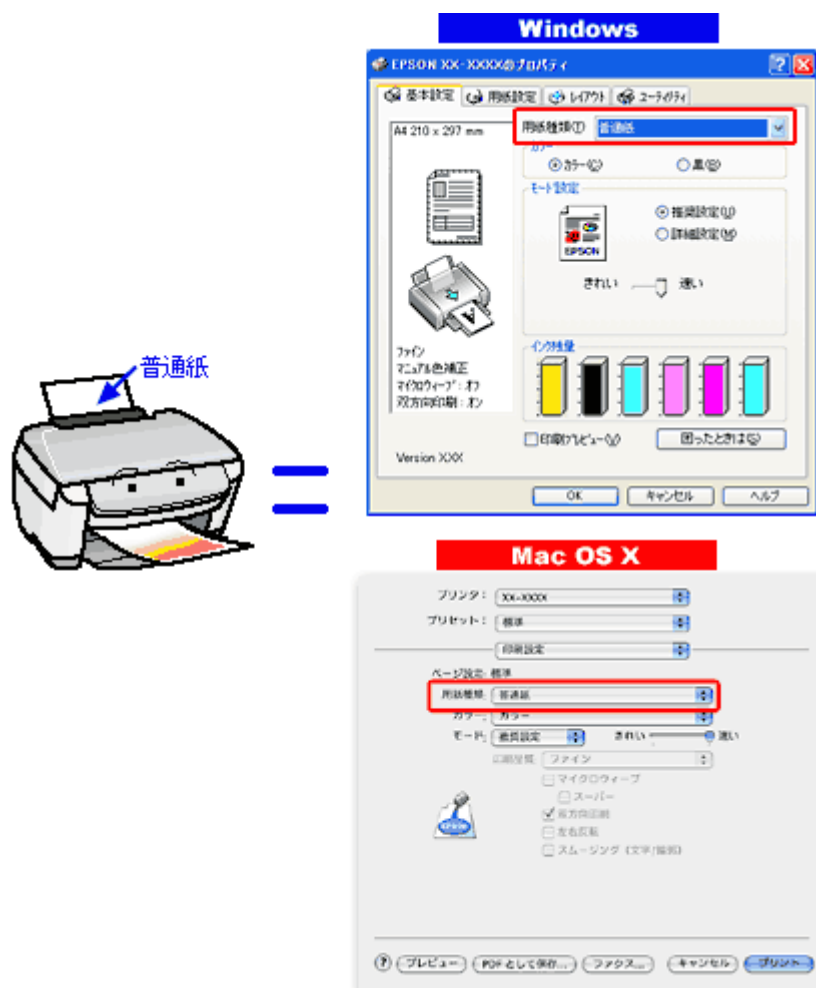 Windows
EPSON XX-XXXXのプロパティ
基本設定 用紙設定 レイアウト ユーティリティ
A4 210 x 297 mm
用紙種類(T) 普通紙
カラー
カラー(C) 黒(B)
モード設定
推奨設定(U)
詳細設定(M)
EPSON
きれい 速い
ファイン
マニュアル色補正
マイクロウィーブ: オフ
双方向印刷: オン
インク残量
印刷プレビュー(V) 困ったときは(S)
Version XXX
OK キャンセル ヘルプ
普通紙
Mac OS X
プリンタ: XX-XXXX
プリセット: 標準
印刷設定
ページ設定: 標準
用紙種類: 普通紙
カラー: カラー
モード: 画質設定 きれい 速い
印刷品質: ファイン
マイクロウィーブ
スーパー
双方向印刷
左右反転
スムージング (文字/輪郭)
EPSON
? プレビュー PDF として保存... ファクス... キャンセル プリント